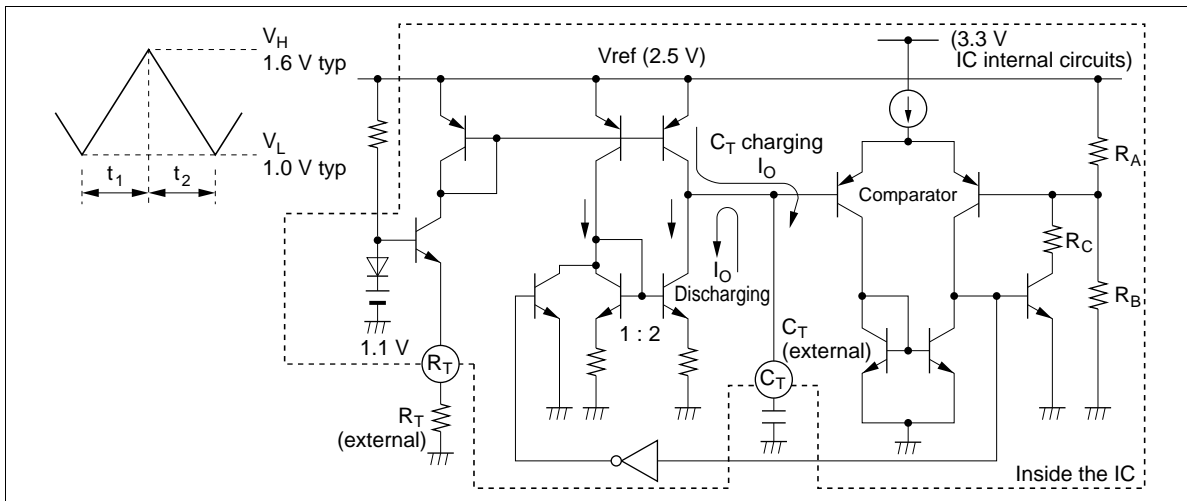 V_H
1.6 V typ
V_L
1.0 V typ
t_1
t_2
Vref (2.5 V)
(3.3 V
IC internal circuits)
C_T charging
I_O
Comparator
R_A
R_C
R_B
I_O
Discharging
1 : 2
1.1 V
R_T
R_T
(external)
C_T
(external)
C_T
Inside the IC